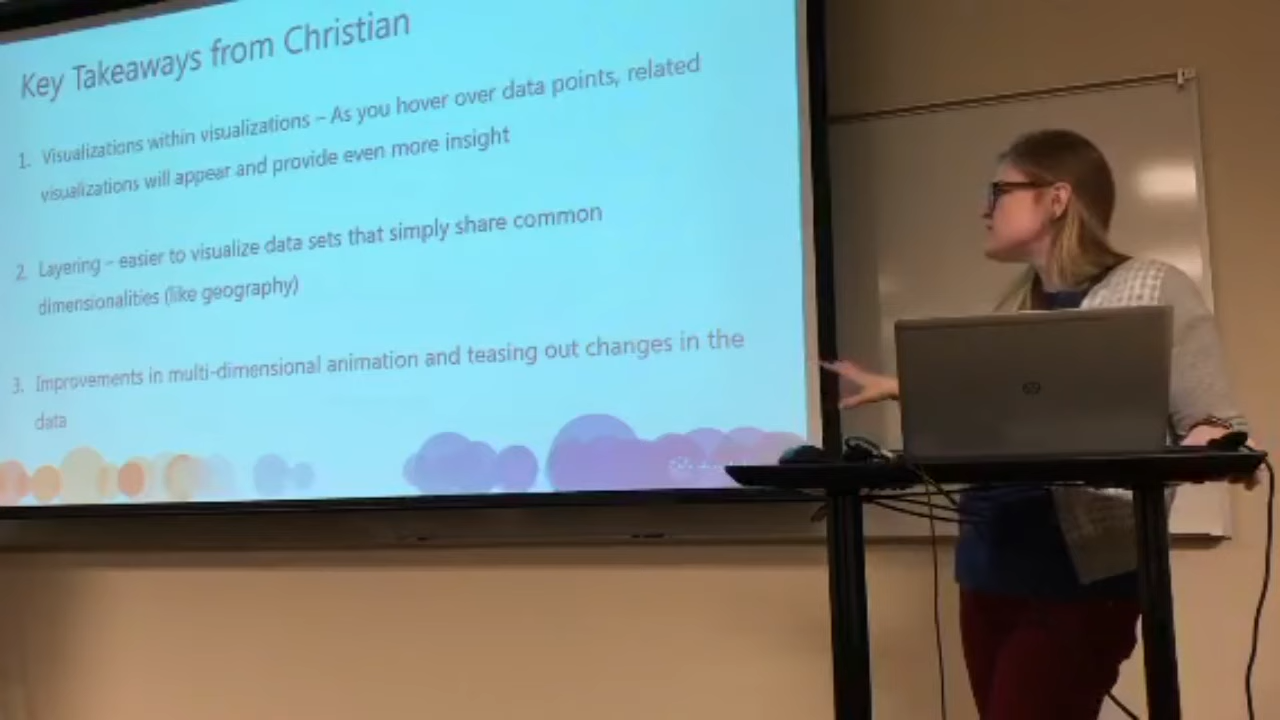 Key Takeaways from Christian
1. Visualizations within visualizations – As you hover over data points, related
visualizations will appear and provide even more insight
2. Layering – easier to visualize data sets that simply share common
dimensionalities (like geography)
3. Improvements in multi-dimensional animation and teasing out changes in the
data